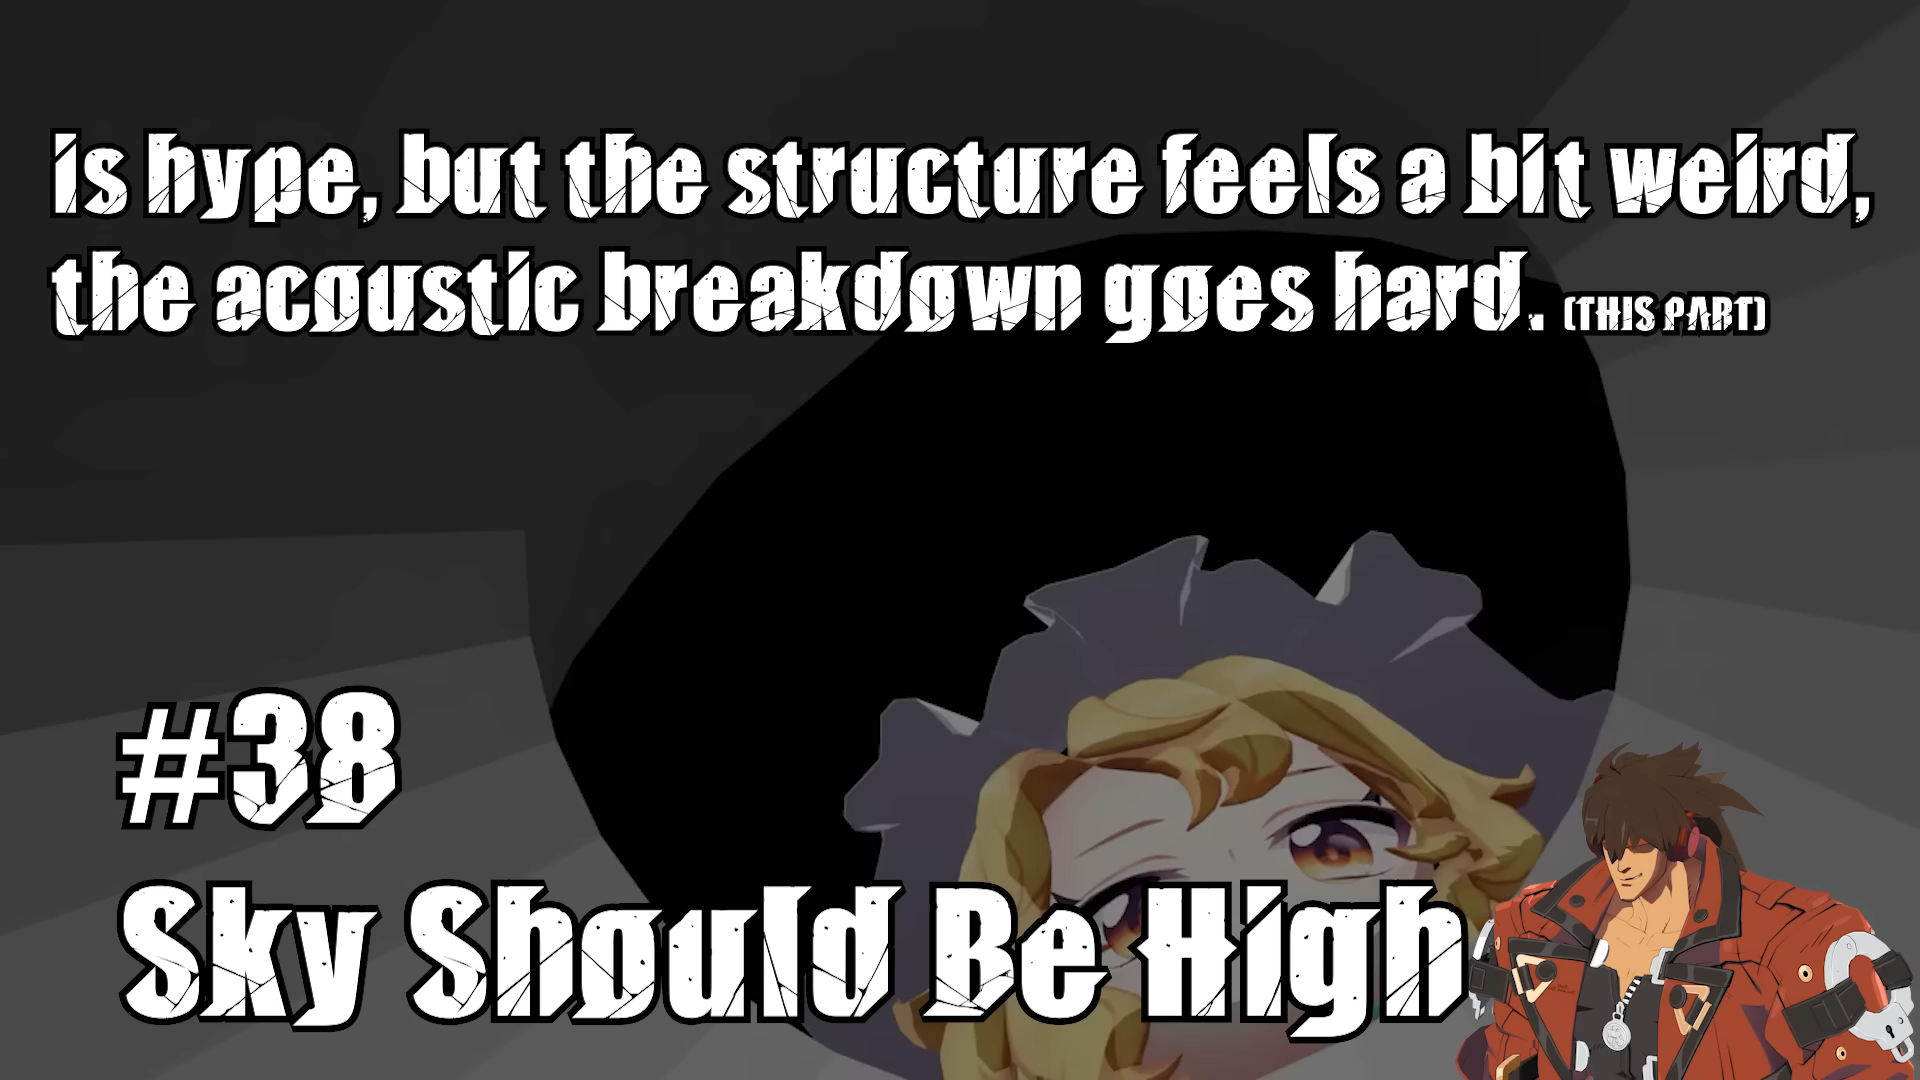 is hype, but the structure feels a bit weird,
the acoustic breakdown goes hard. (THIS PART)
#38
Sky Should Be High